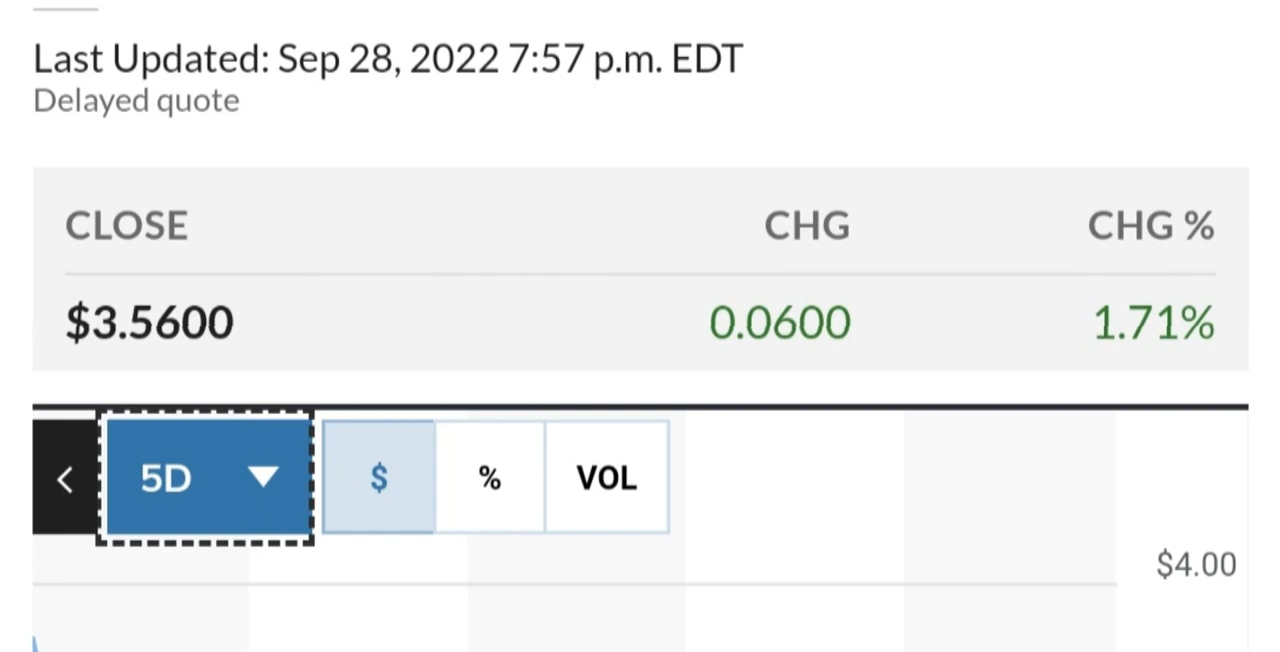 Last Updated: Sep 28, 2022 7:57 p.m. EDT
Delayed quote
CLOSE CHG CHG %
$3.5600 0.0600 1.71%
5D $ % VOL
$4.00